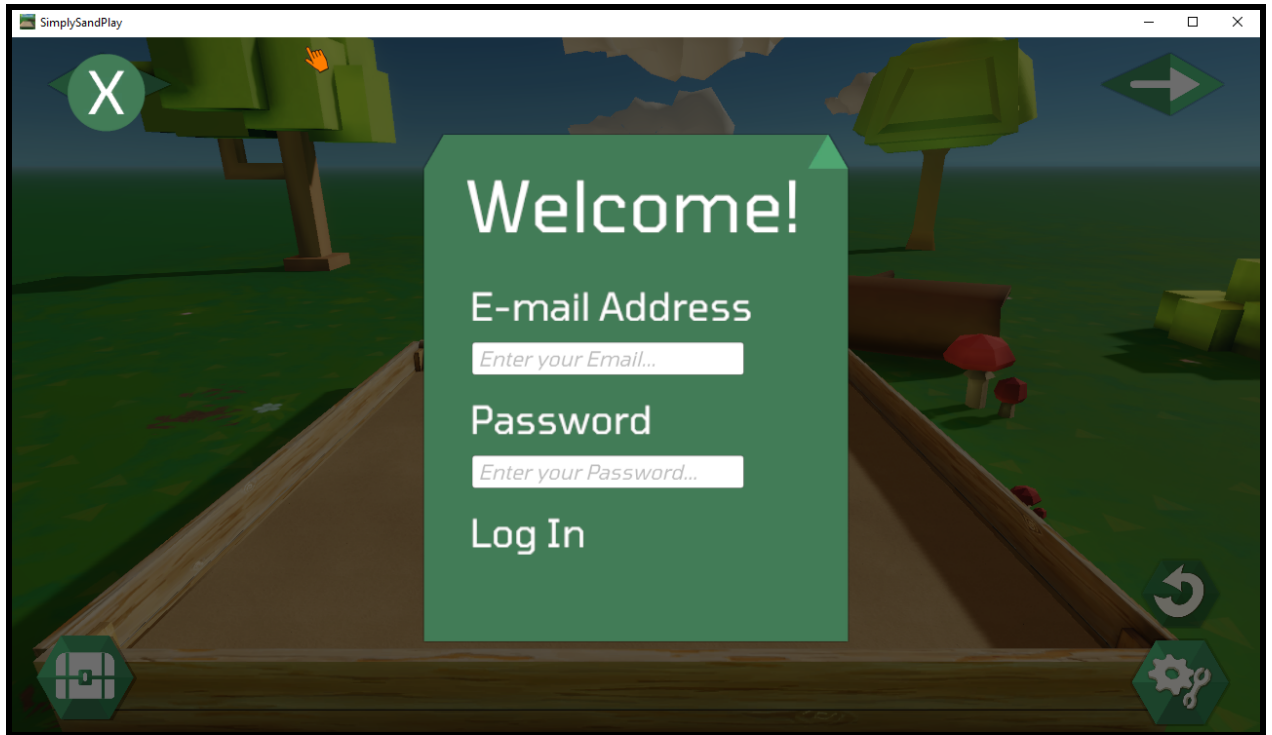 SimplySandPlay
X
Welcome!
E-mail Address
Enter your Email...
Password
Enter your Password...
Log In